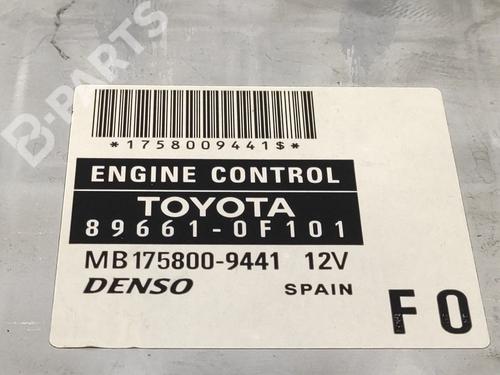 B-PARTS
*1758009441$*
ENGINE CONTROL
TOYOTA
89661-0F101
MB175800-9441 12V
DENSO SPAIN
F0